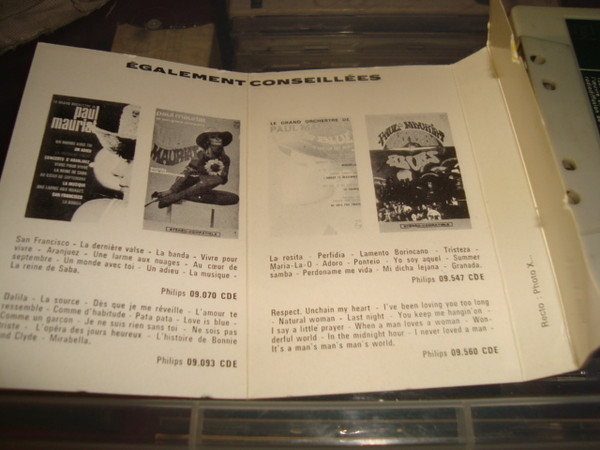 ÉGALEMENT CONSEILLÉES
paul
mauriat
PAUL MAURIAT
MAURIAT
LE GRAND ORCHESTRE DE
PAUL
San Francisco - La dernière valse - La banda - Vivre pour
vivre - Aranjuez - Une larme aux nuages - Au cœur de
septembre - Un monde avec toi - Un adieu - La musique -
La reine de Saba.
Philips 09.070 CDE
Dalila - La source - Dès que je me réveille - L'amour te
ressemble - Comme d'habitude - Pata pata - Love is blue -
Comme un garçon - Je ne suis rien sans toi - Ne sois pas
triste - L'opéra des jours heureux - L'histoire de Bonnie
and Clyde - Mirabella.
Philips 09.093 CDE
La rosita - Perfidia - Lamento Borincano - Tristeza -
Maria-La-O - Adoro - Ponteio - Yo soy aquel - Summer
samba - Perdoname me vida - Mi dicha lejana - Granada.
Philips 09.547 CDE
Respect. Unchain my heart - I've been loving you too long
- Natural woman - Last night - You keep me hangin'on -
I say a little prayer - When a man loves a woman - Won-
derful world - In the midnight hour - I never loved a man -
It's a man's man's man's world.
Philips 09.560 CDE
Recto : Photo X...